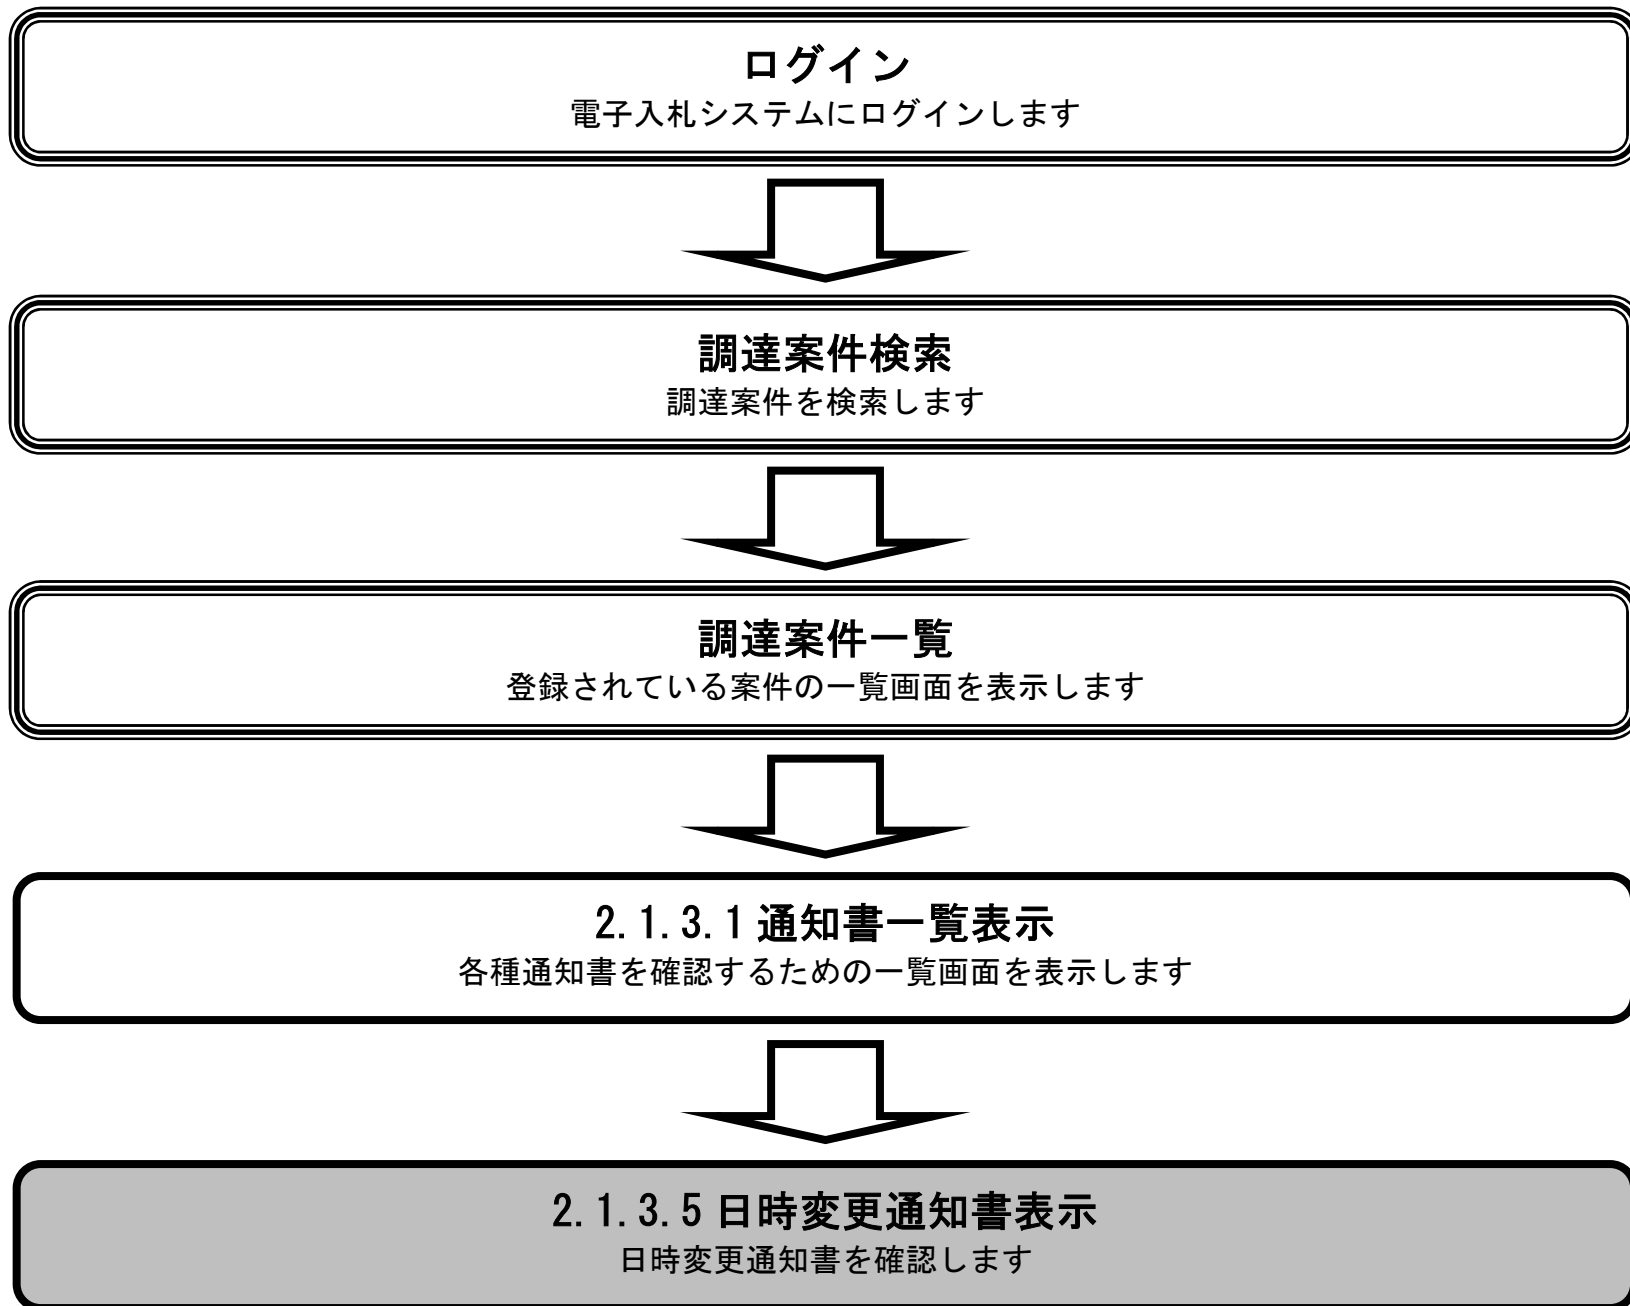 ログイン
電子入札システムにログインします
調達案件検索
調達案件を検索します
調達案件一覧
登録されている案件の一覧画面を表示します
2.1.3.1 通知書一覧表示
各種通知書を確認するための一覧画面を表示します
2.1.3.5 日時変更通知書表示
日時変更通知書を確認します